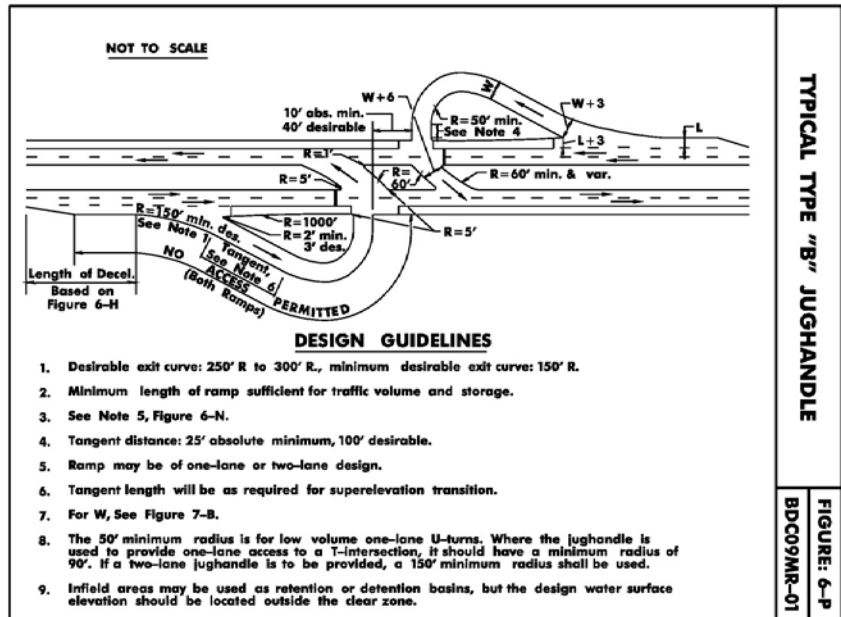 NOT TO SCALE
W+6
W
10' abs. min.
40' desirable
R=50' min.
See Note 4
W+3
L
L+3
R=1'
R=5'
R=
60'
R=60' min. & var.
R=150' min. des.
See Note 1
Tangent,
See Note 6
R=1000'
R=2' min.
3' des.
R=5'
NO ACCESS PERMITTED
(Both Ramps)
Length of Decel.
Based on
Figure 6-H
DESIGN GUIDELINES
1. Desirable exit curve: 250' R to 300' R., minimum desirable exit curve: 150' R.
2. Minimum length of ramp sufficient for traffic volume and storage.
3. See Note 5, Figure 6-N.
4. Tangent distance: 25' absolute minimum, 100' desirable.
5. Ramp may be of one-lane or two-lane design.
6. Tangent length will be as required for superelevation transition.
7. For W, See Figure 7-B.
8. The 50' minimum radius is for low volume one-lane U-turns. Where the jughandle is
used to provide one-lane access to a T-intersection, it should have a minimum radius of
90'. If a two-lane jughandle is to be provided, a 150' minimum radius shall be used.
9. Infield areas may be used as retention or detention basins, but the design water surface
elevation should be located outside the clear zone.
TYPICAL TYPE "B" JUGHANDLE
FIGURE: 6-P
BDC09MR-01